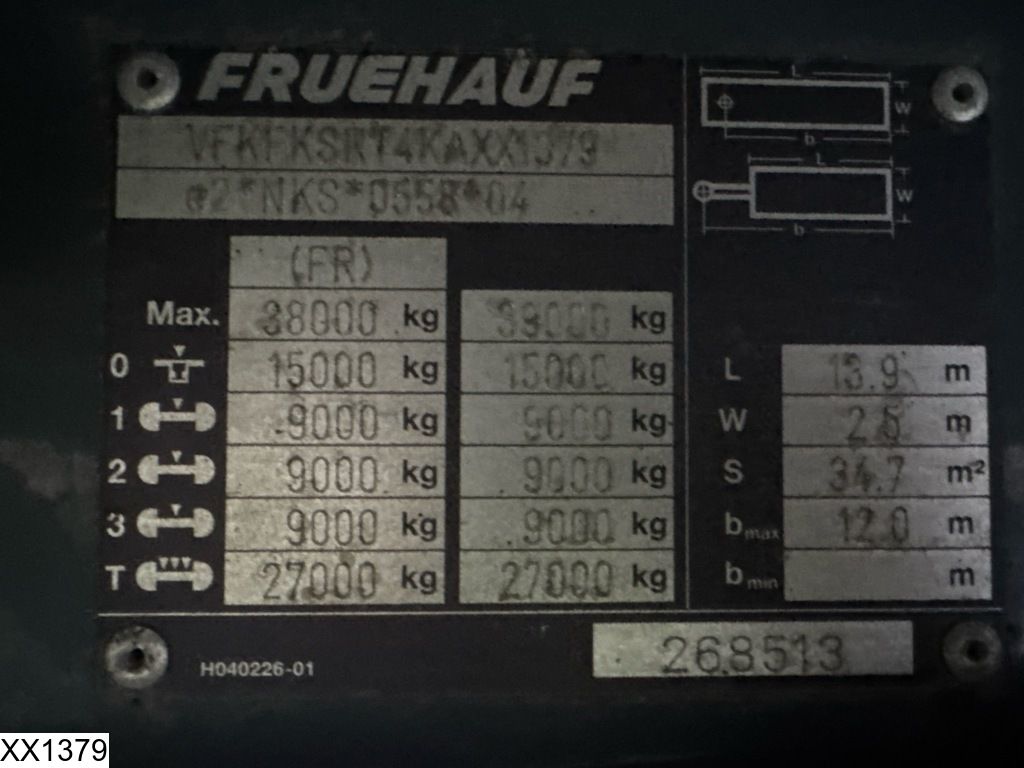 FRUEHAUF
VFKFKSRT4KAXX1379
e2*NKS*0558*04
(FR)
Max. 38000 kg 39000 kg
0 15000 kg 15000 kg
1 9000 kg 9000 kg
2 9000 kg 9000 kg
3 9000 kg 9000 kg
T 27000 kg 27000 kg
L
W
b
L
W
b
L 13.9 m
W 2.5 m
S 34.7 m²
bmax 12.0 m
bmin m
H040226-01
268513
XX1379